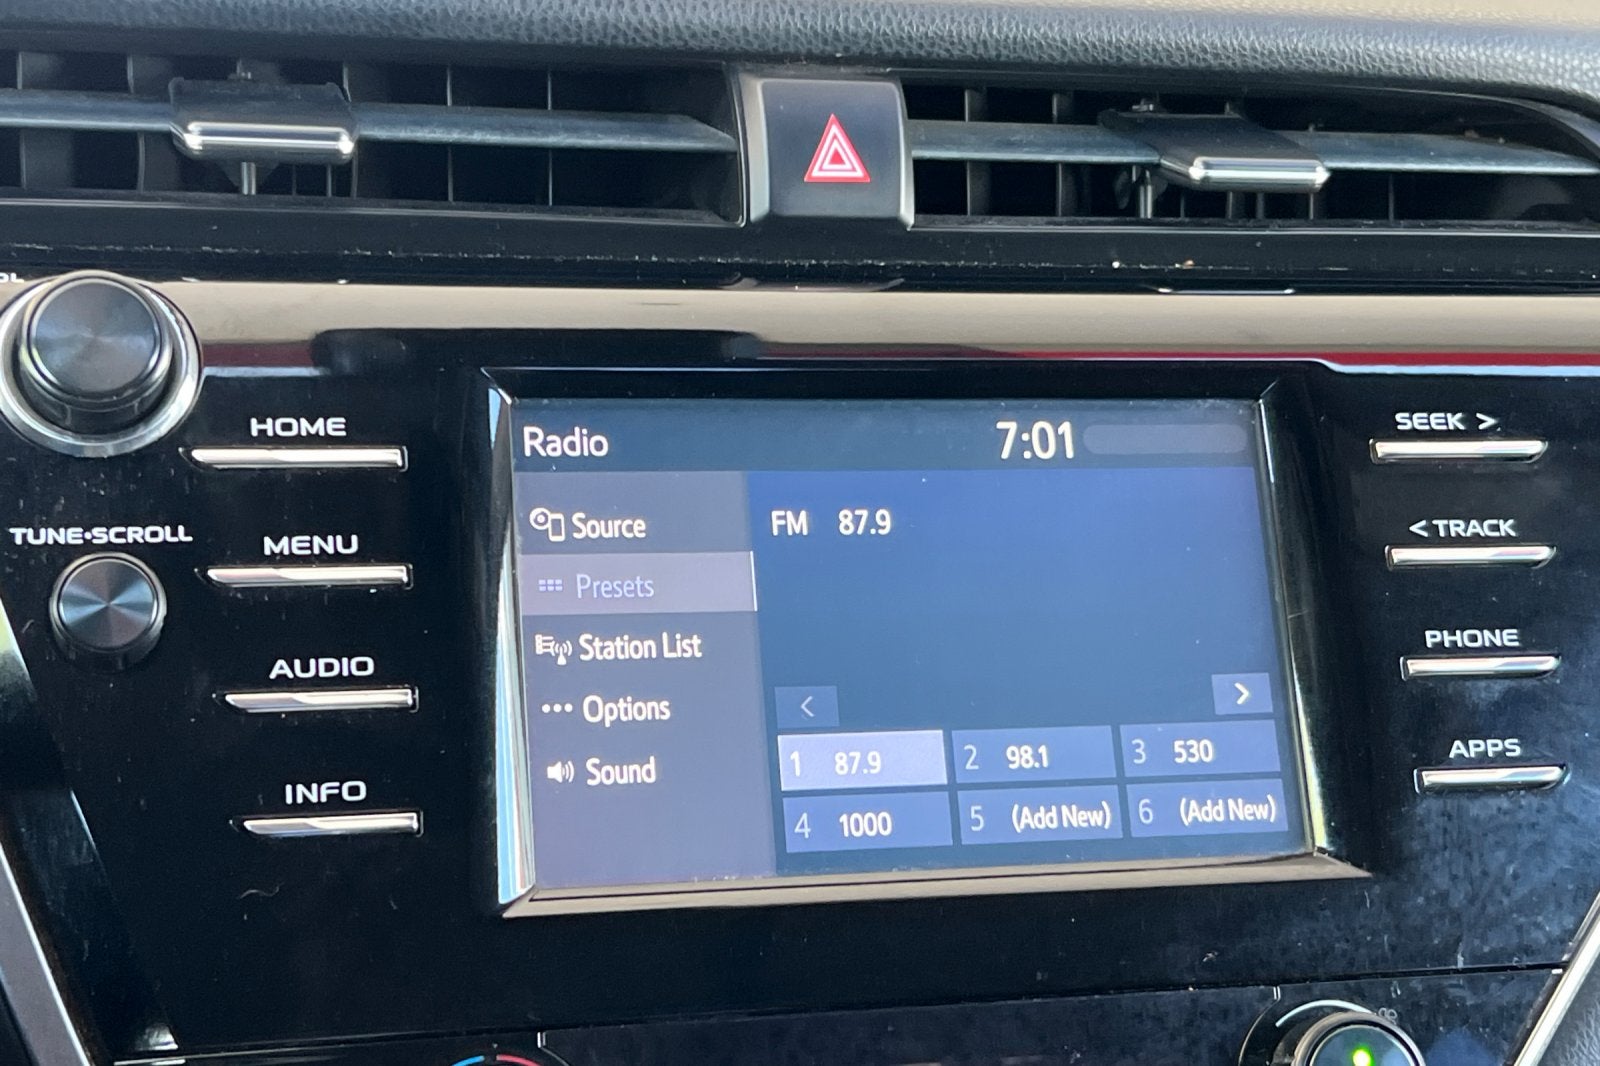 OL
Radio 7:01
HOME
TUNE•SCROLL
MENU
AUDIO
INFO
Source
Presets
Station List
Options
Sound
FM 87.9
< >
1 87.9 2 98.1 3 530
4 1000 5 (Add New) 6 (Add New)
SEEK >
< TRACK
PHONE
APPS